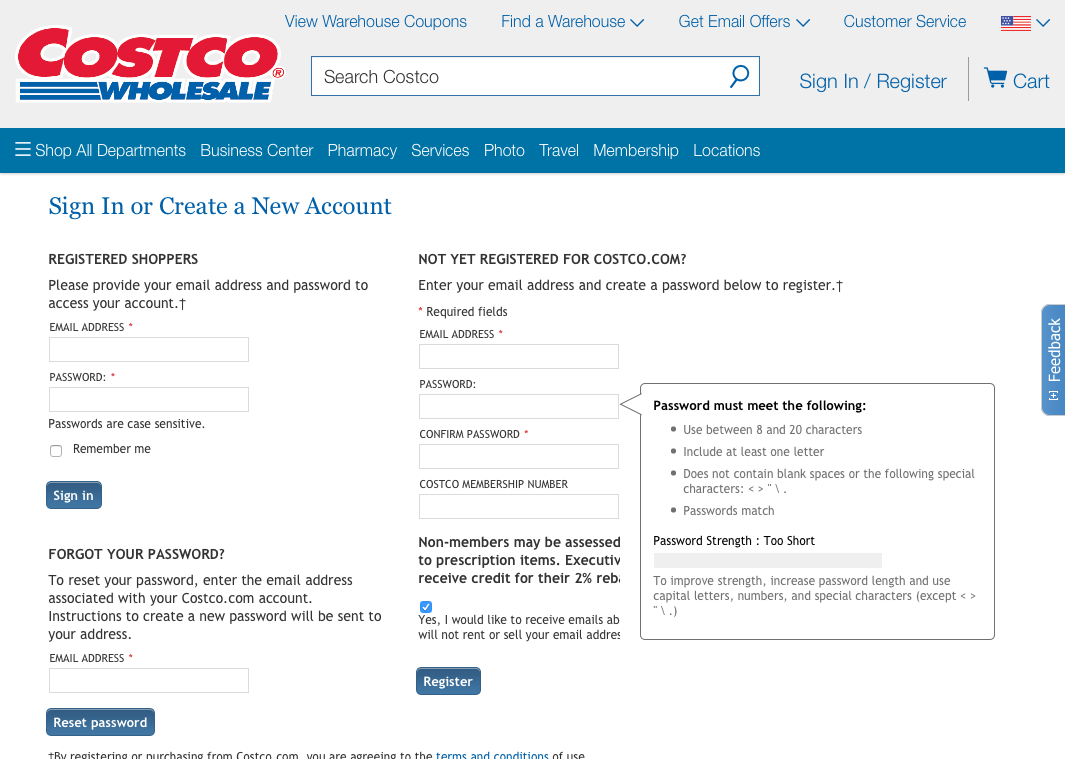 View Warehouse Coupons
Find a Warehouse
Get Email Offers
Customer Service
COSTCO®
WHOLESALE
Search Costco
Sign In / Register
Cart
Shop All Departments
Business Center
Pharmacy
Services
Photo
Travel
Membership
Locations
Sign In or Create a New Account
REGISTERED SHOPPERS
Please provide your email address and password to
access your account.†
EMAIL ADDRESS *
PASSWORD: *
Passwords are case sensitive.
Remember me
Sign in
FORGOT YOUR PASSWORD?
To reset your password, enter the email address
associated with your Costco.com account.
Instructions to create a new password will be sent to
your address.
EMAIL ADDRESS *
Reset password
NOT YET REGISTERED FOR COSTCO.COM?
Enter your email address and create a password below to register.†
* Required fields
EMAIL ADDRESS *
PASSWORD:
CONFIRM PASSWORD *
COSTCO MEMBERSHIP NUMBER
Non-members may be assessed
to prescription items. Executiv
receive credit for their 2% reba
Yes, I would like to receive emails ab
will not rent or sell your email addres
Register
Password must meet the following:
Use between 8 and 20 characters
Include at least one letter
Does not contain blank spaces or the following special
characters: < > " \ .
Passwords match
Password Strength : Too Short
To improve strength, increase password length and use
capital letters, numbers, and special characters (except < >
" \ .)
[+] Feedback
†By registering or purchasing from Costco.com, you are agreeing to the terms and conditions of use.